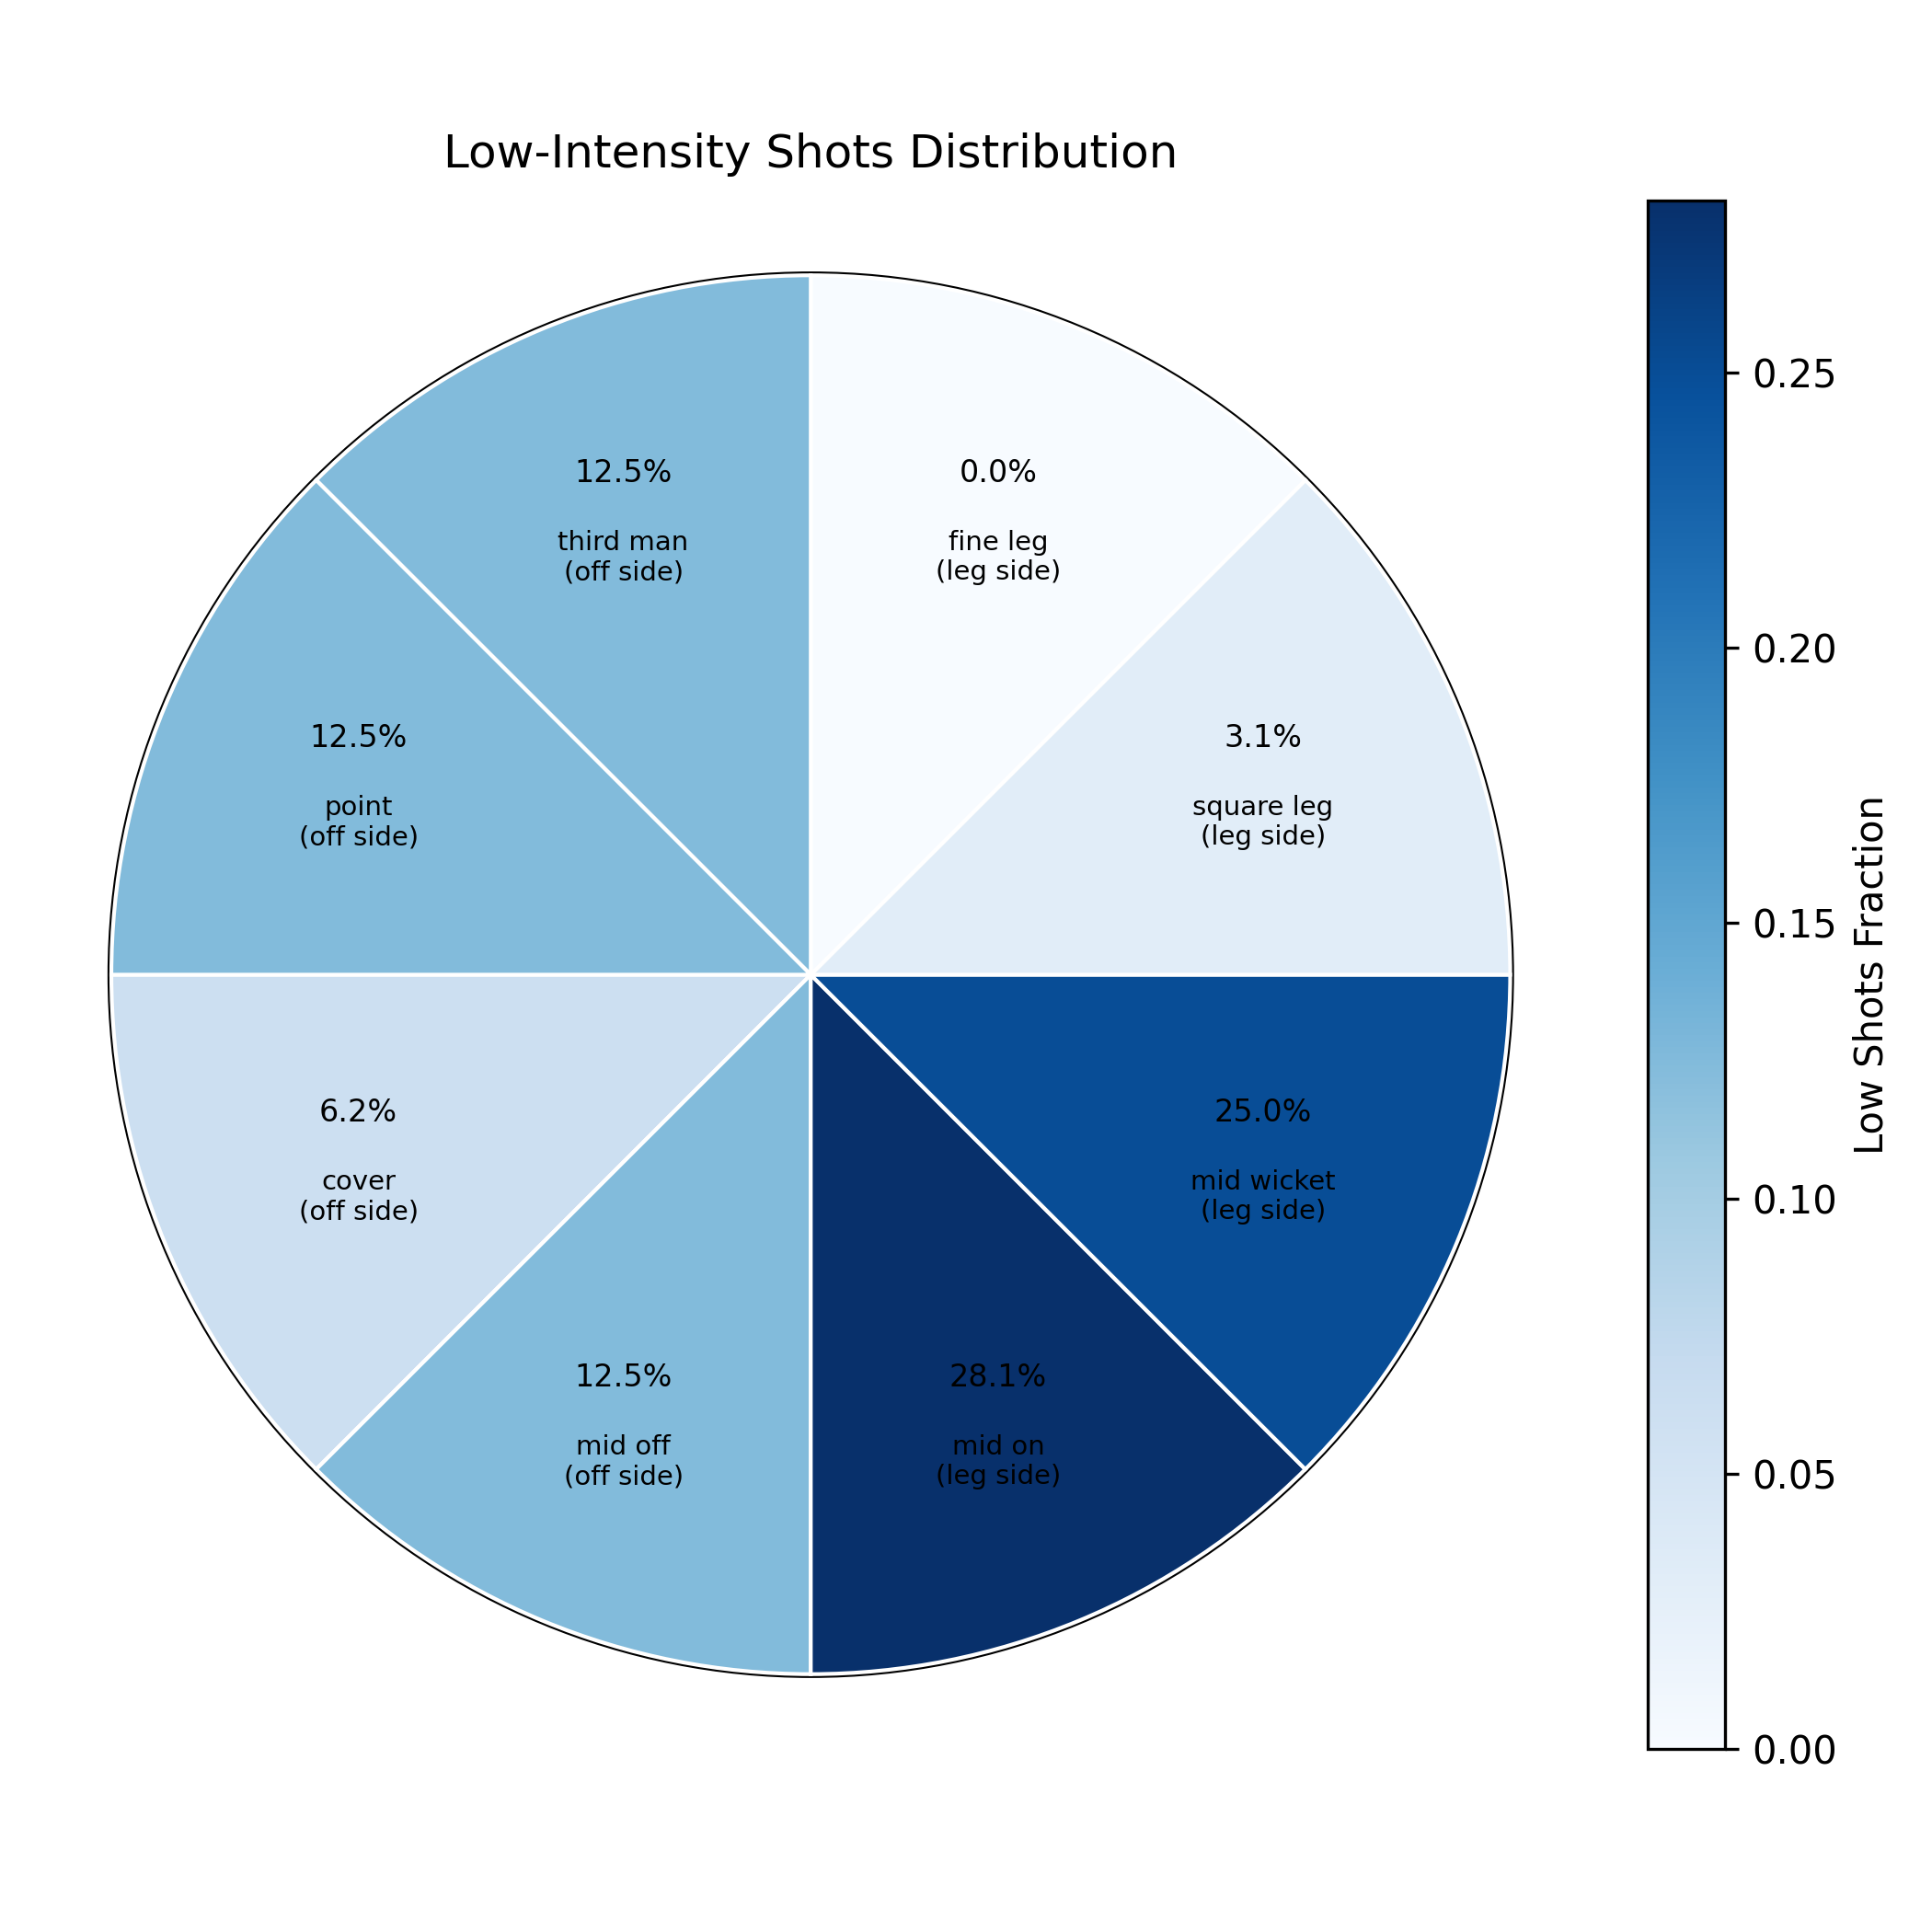 Low-Intensity Shots Distribution
12.5%
third man
(off side)
0.0%
fine leg
(leg side)
12.5%
point
(off side)
3.1%
square leg
(leg side)
6.2%
cover
(off side)
25.0%
mid wicket
(leg side)
12.5%
mid off
(off side)
28.1%
mid on
(leg side)
0.25
0.20
0.15
0.10
0.05
0.00
Low Shots Fraction